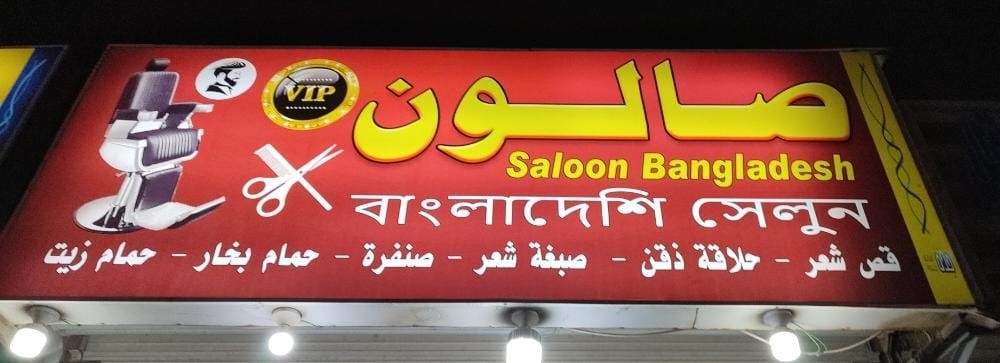 VIP
صالون
Saloon Bangladesh
বাংলাদেশি সেলুন
قص شعر - حلاقة ذقن - صبغة شعر - صنفرة - حمام بخار - حمام زيت